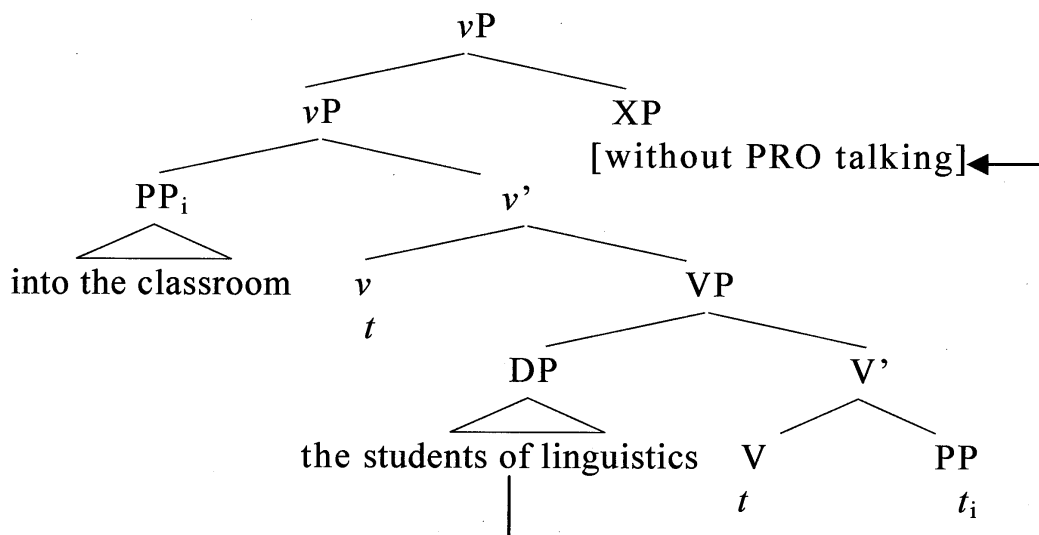 vP
vP XP
[without PRO talking]
PPi v’
into the classroom v VP
t
DP V’
the students of linguistics V PP
t ti